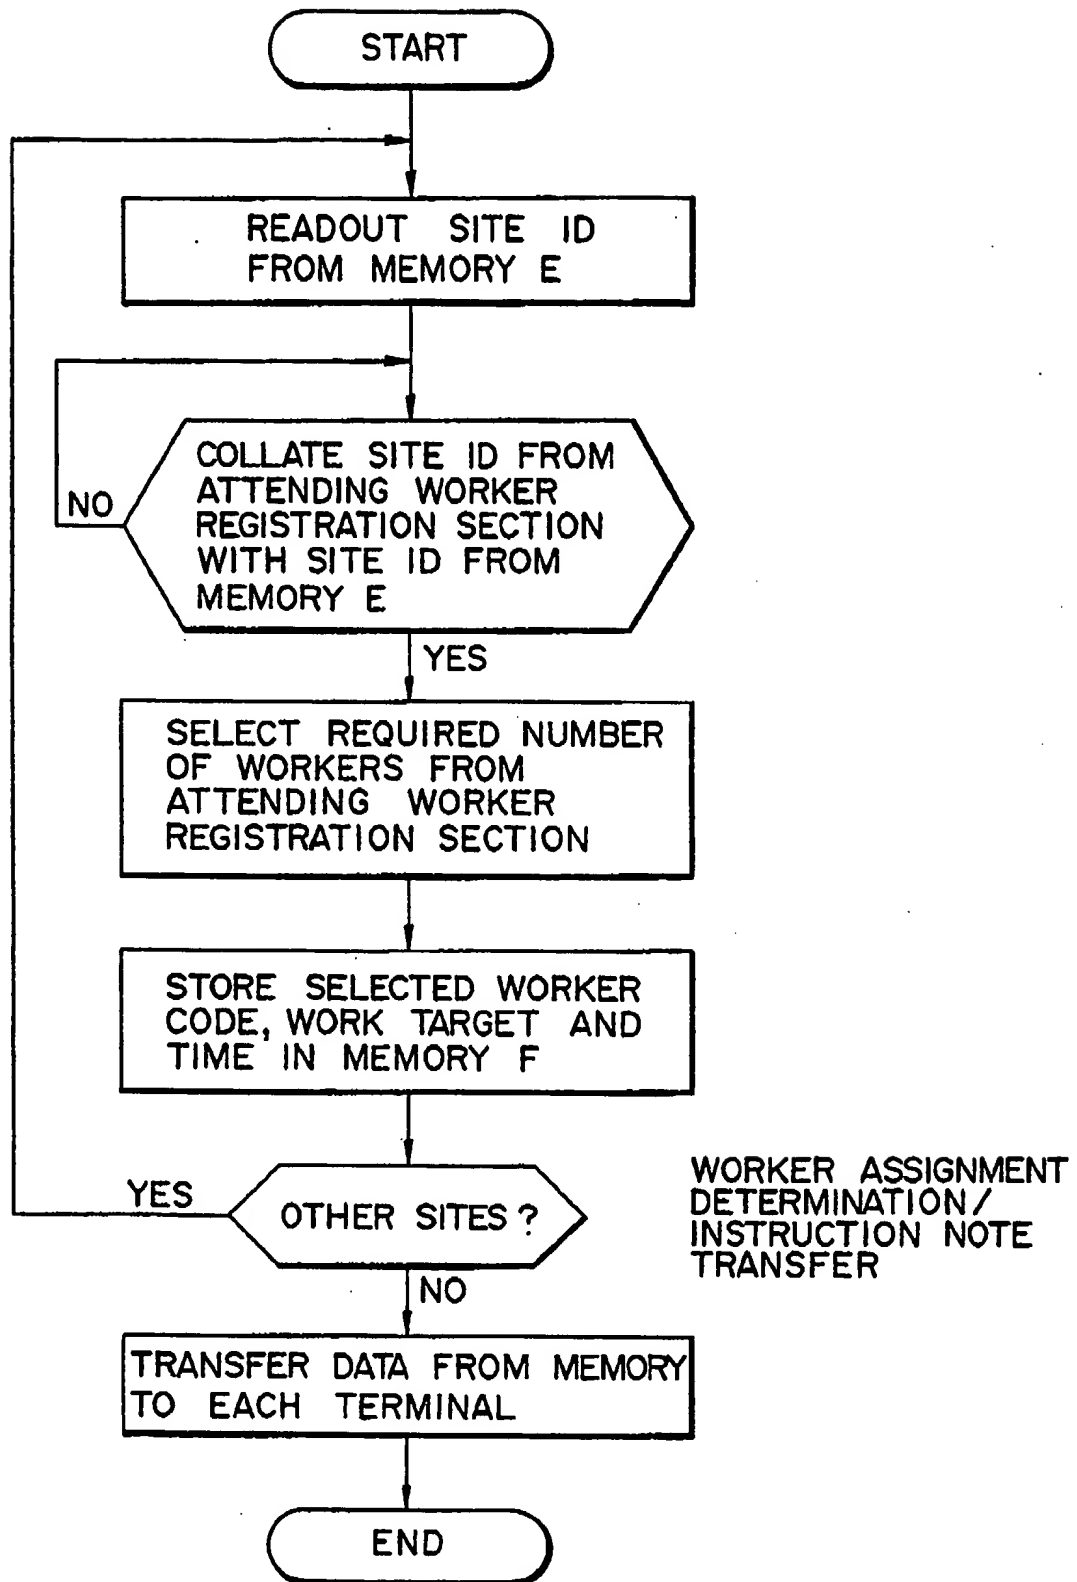 START
READOUT SITE ID
FROM MEMORY E
COLLATE SITE ID FROM
ATTENDING WORKER
REGISTRATION SECTION
WITH SITE ID FROM
MEMORY E
NO
YES
SELECT REQUIRED NUMBER
OF WORKERS FROM
ATTENDING WORKER
REGISTRATION SECTION
STORE SELECTED WORKER
CODE, WORK TARGET AND
TIME IN MEMORY F
YES
OTHER SITES?
WORKER ASSIGNMENT
DETERMINATION/
INSTRUCTION NOTE
TRANSFER
NO
TRANSFER DATA FROM MEMORY
TO EACH TERMINAL
END